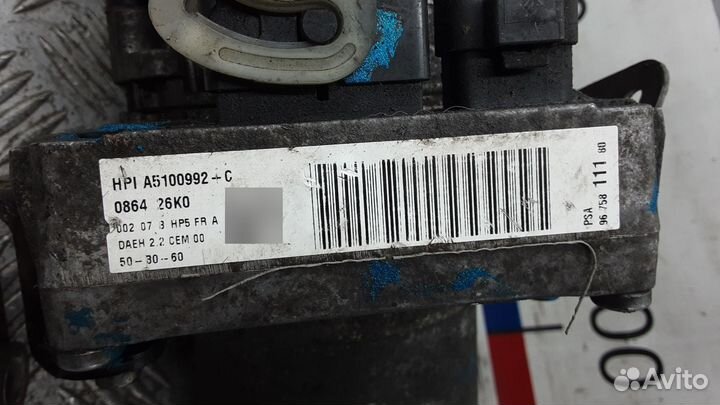 HPI A5100992-C
0864 26K0
002 07 3 HP5 FR A
DAEH 2.2 CEM 00
50-30-60
PSA
96 758 111 80
Avito